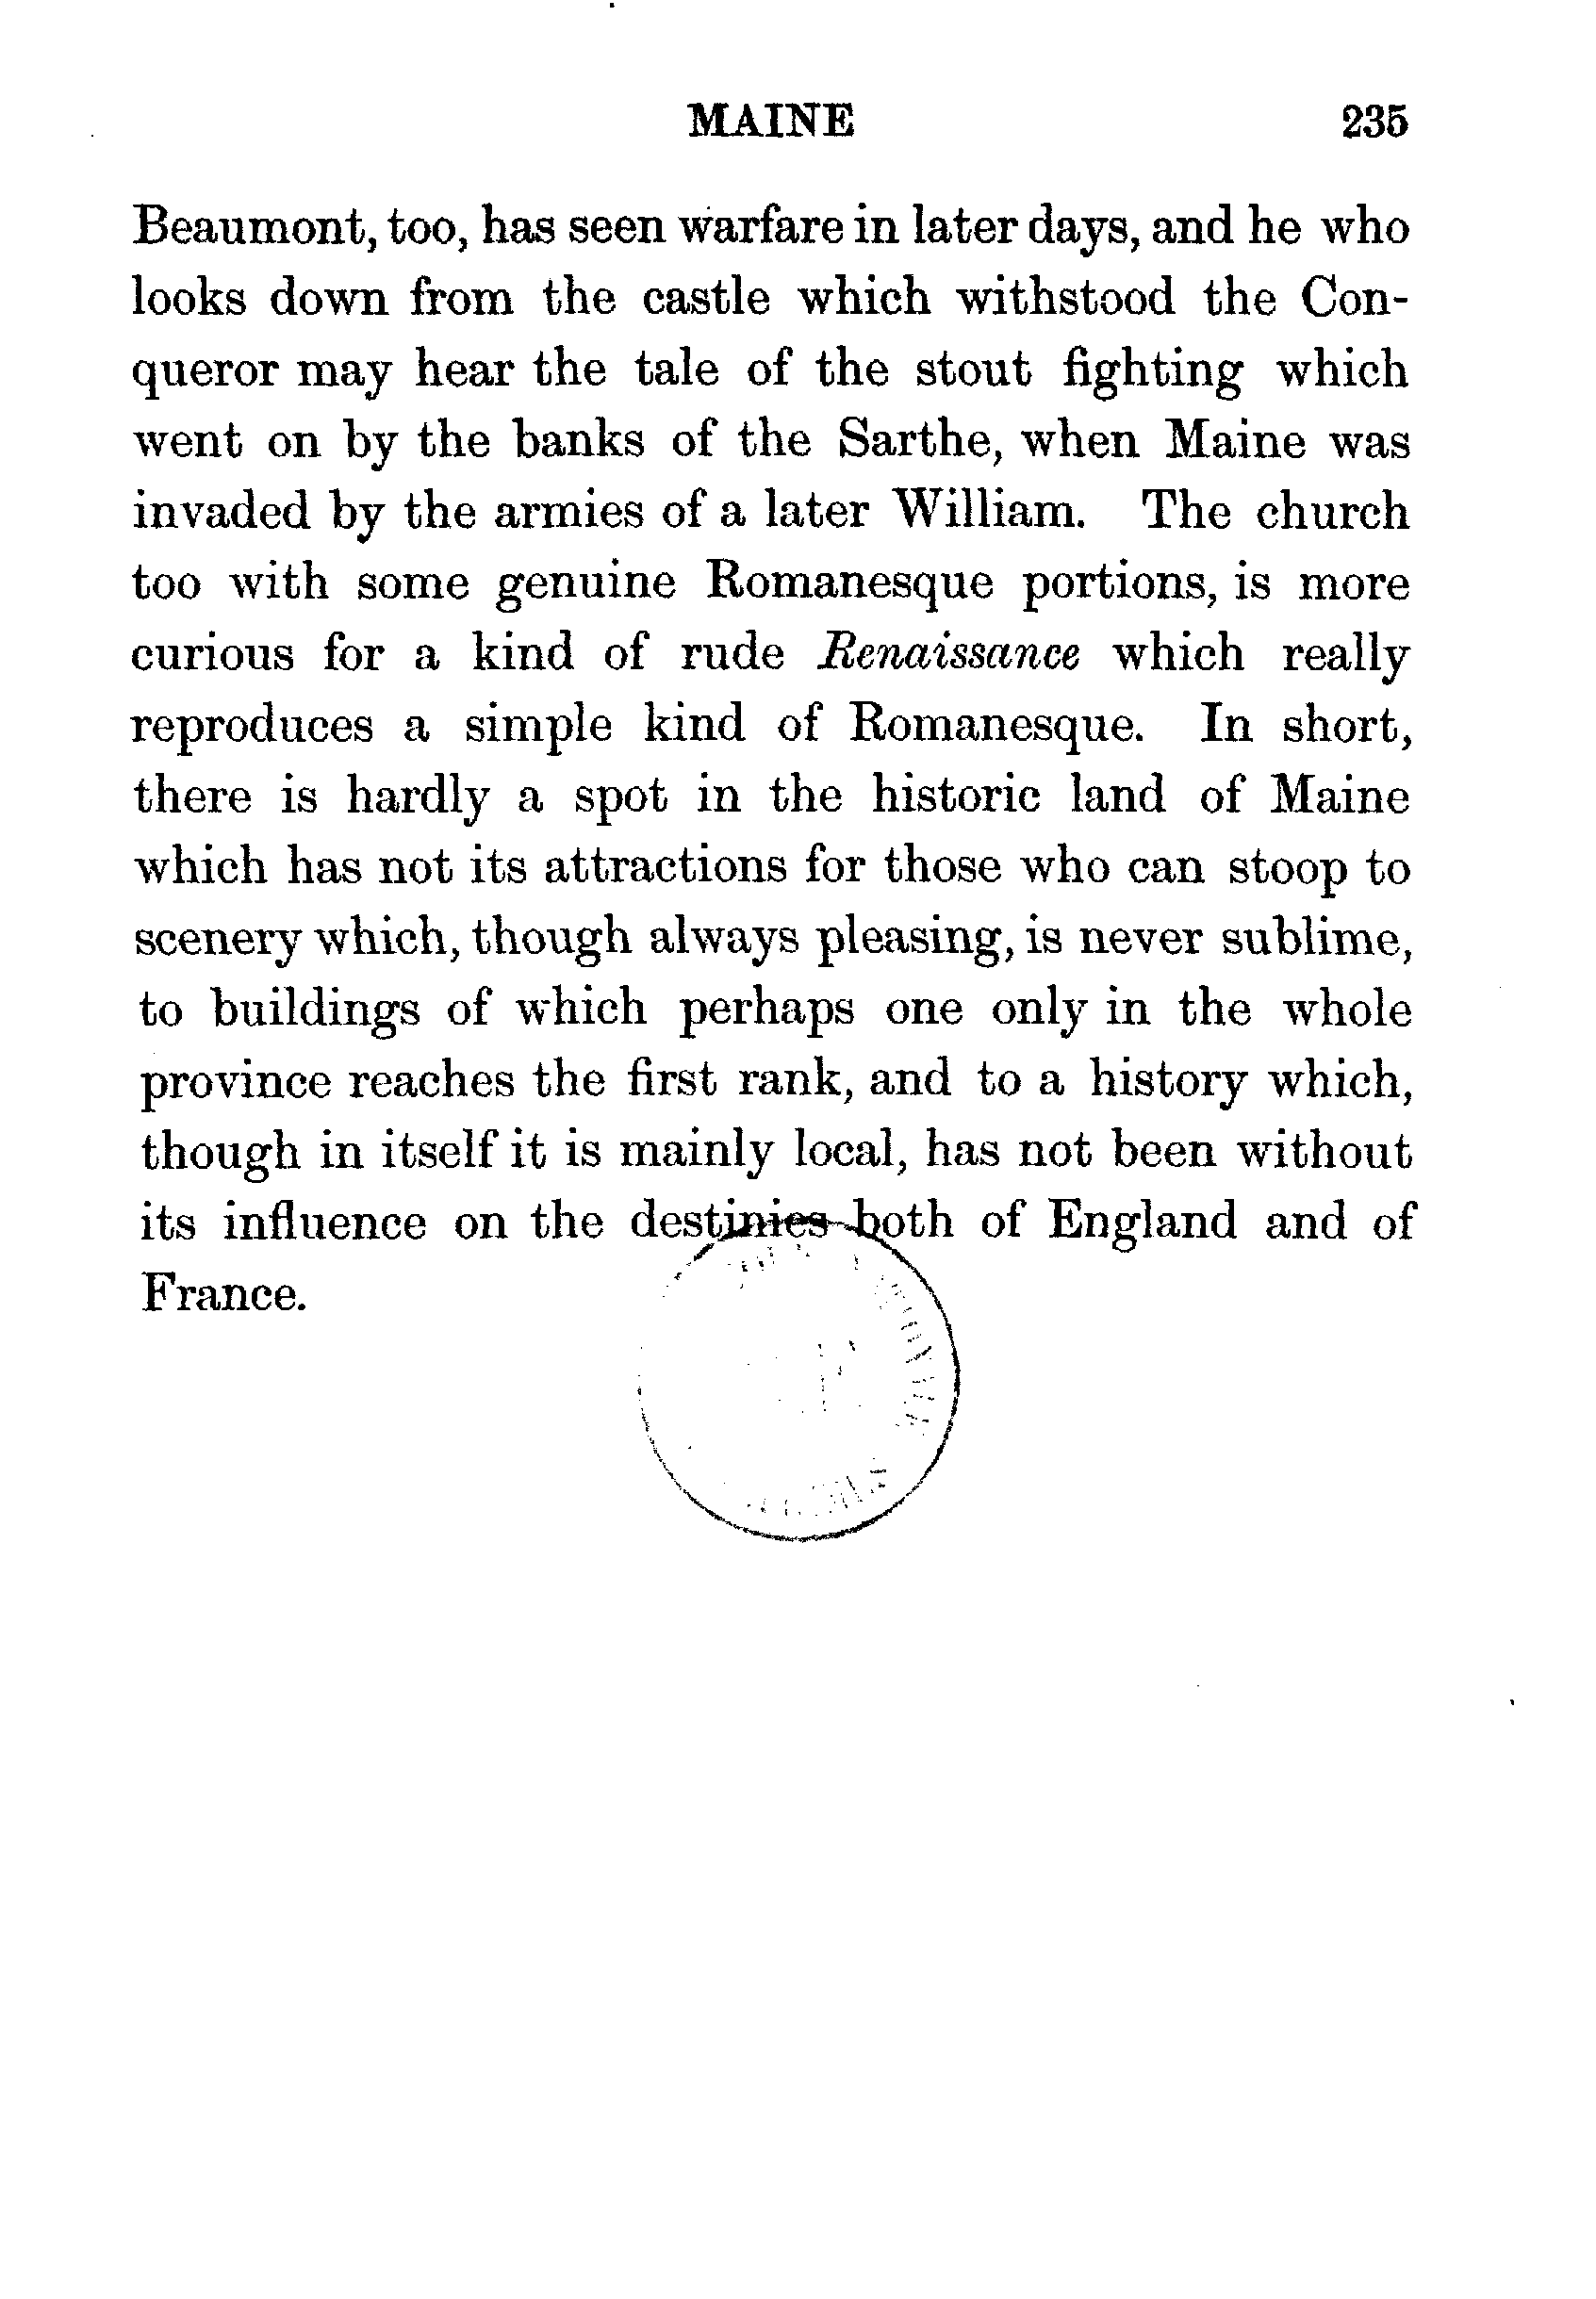 MAINE 235
Beaumont, too, has seen warfare in later days, and he who
looks down from the castle which withstood the Con-
queror may hear the tale of the stout fighting which
went on by the banks of the Sarthe, when Maine was
invaded by the armies of a later William. The church
too with some genuine Romanesque portions, is more
curious for a kind of rude Renaissance which really
reproduces a simple kind of Romanesque. In short,
there is hardly a spot in the historic land of Maine
which has not its attractions for those who can stoop to
scenery which, though always pleasing, is never sublime,
to buildings of which perhaps one only in the whole
province reaches the first rank, and to a history which,
though in itself it is mainly local, has not been without
its influence on the destinies both of England and of
France.